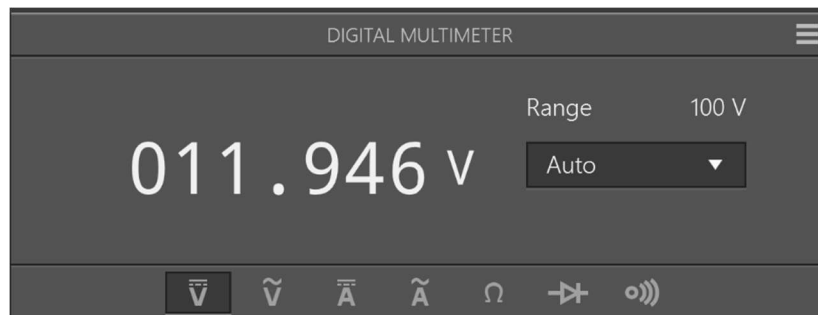 DIGITAL MULTIMETER
Range 100 V
011.946 V
Auto
V V A A Ω